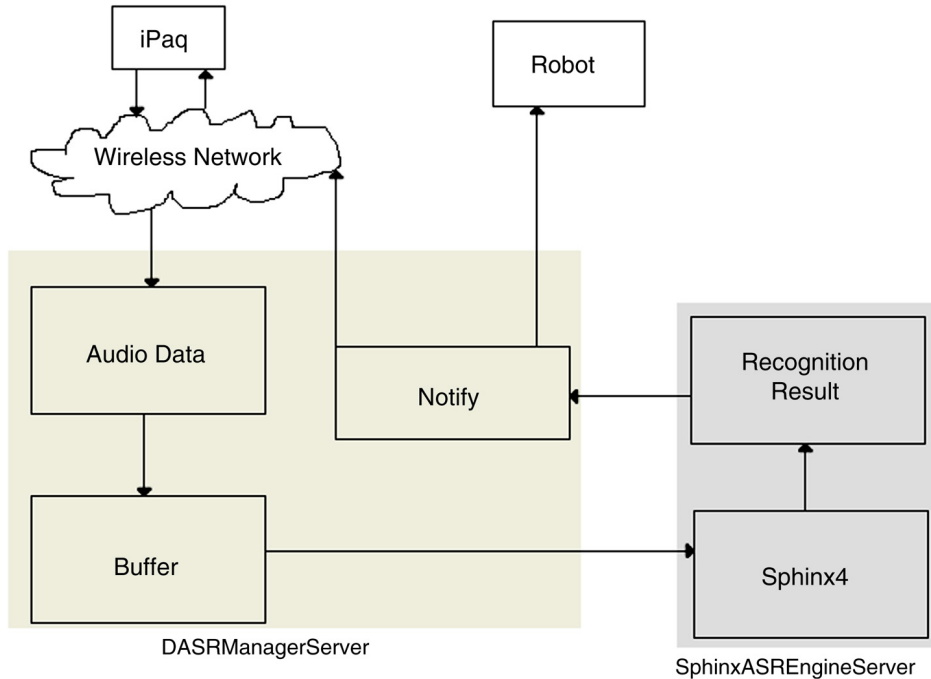 iPaq
Robot
Wireless Network
Audio Data
Notify
Recognition
Result
Buffer
Sphinx4
DASRManagerServer
SphinxASREngineServer